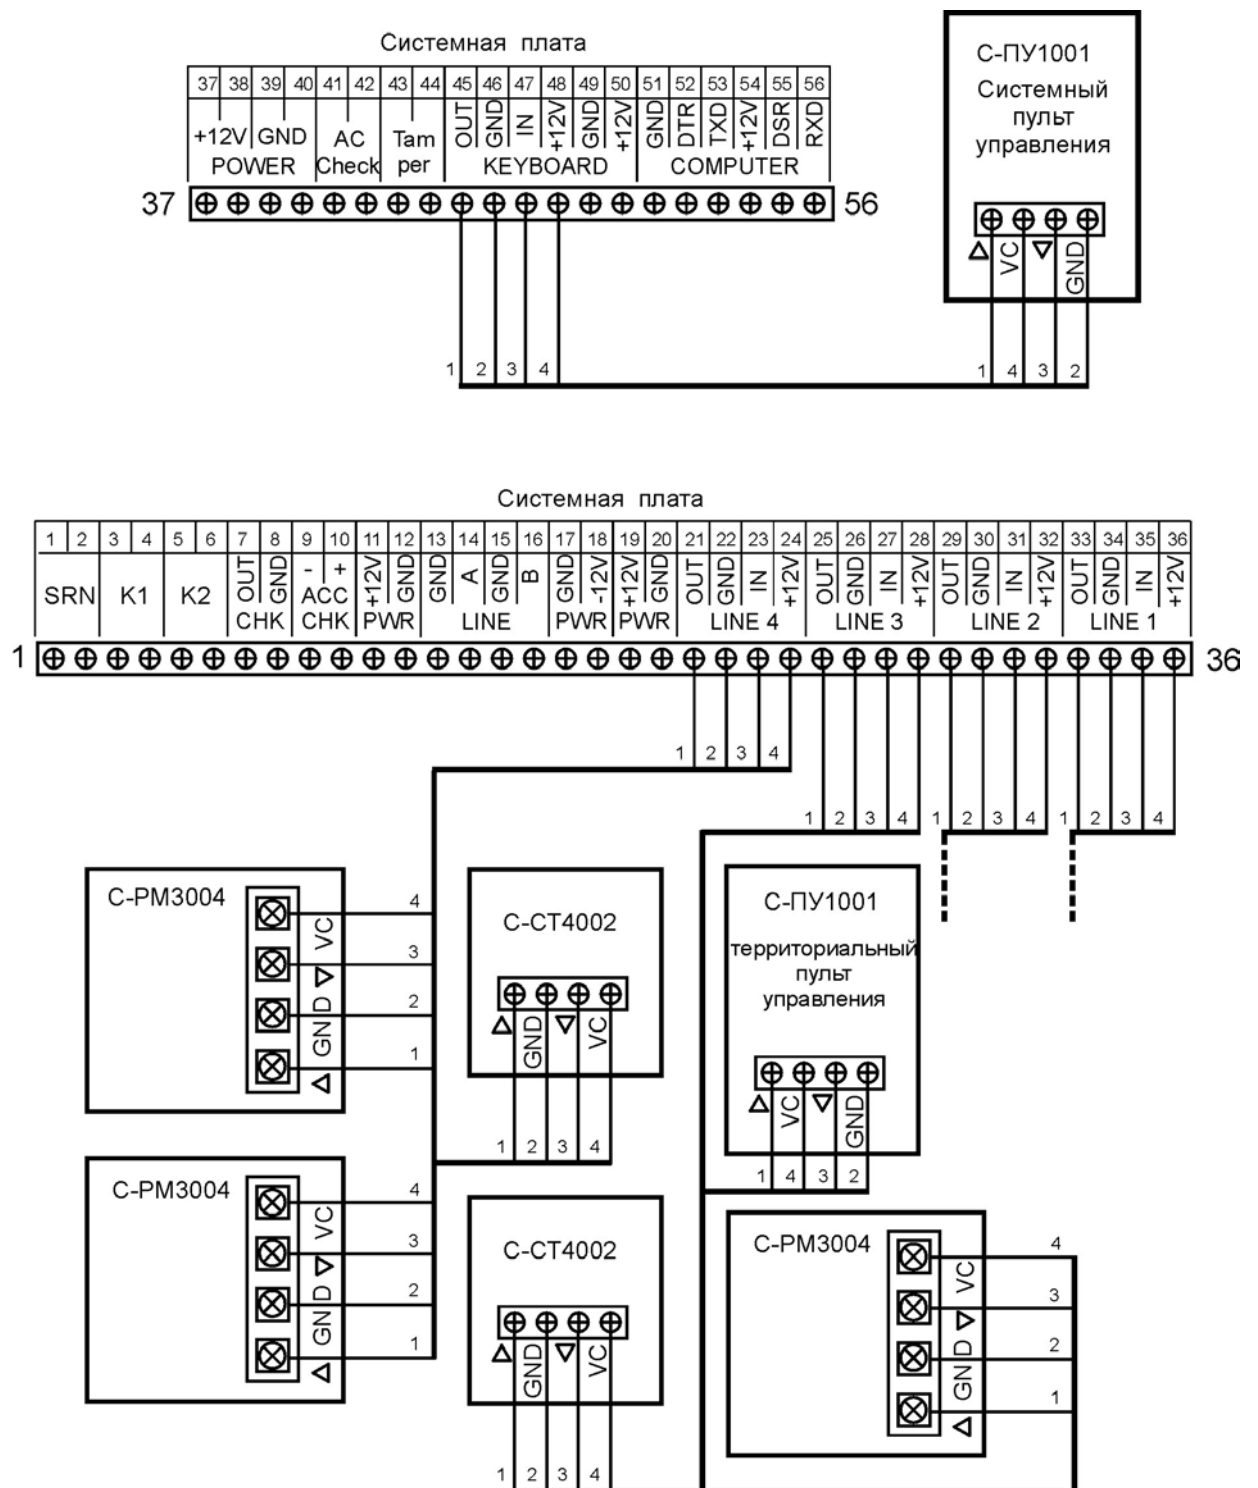 Системная плата
37 38 39 40 41 42 43 44 45 46 47 48 49 50 51 52 53 54 55 56
+12V GND AC Check Tam per OUT GND IN +12V GND +12V GND DTR TXD +12V DSR RXD
POWER KEYBOARD COMPUTER
37 56
С-ПУ1001
Системный
пульт
управления
VC GND
1 2 3 4
1 4 3 2
Системная плата
1 2 3 4 5 6 7 8 9 10 11 12 13 14 15 16 17 18 19 20 21 22 23 24 25 26 27 28 29 30 31 32 33 34 35 36
OUT GND - + +12V GND GND A GND B GND -12V +12V GND OUT GND IN +12V OUT GND IN +12V OUT GND IN +12V OUT GND IN +12V
SRN K1 K2 CHK ACC CHK PWR LINE PWR PWR LINE 4 LINE 3 LINE 2 LINE 1
1 36
1 2 3 4
1 2 3 4 1 2 3 4 1 2 3 4
С-РМ3004
VC
GND
4
3
2
1
С-СТ4002
GND VC
1 2 3 4
С-ПУ1001
территориальный
пульт
управления
VC GND
1 4 3 2
С-РМ3004
VC
GND
4
3
2
1
С-СТ4002
GND VC
1 2 3 4
С-РМ3004
VC
GND
4
3
2
1